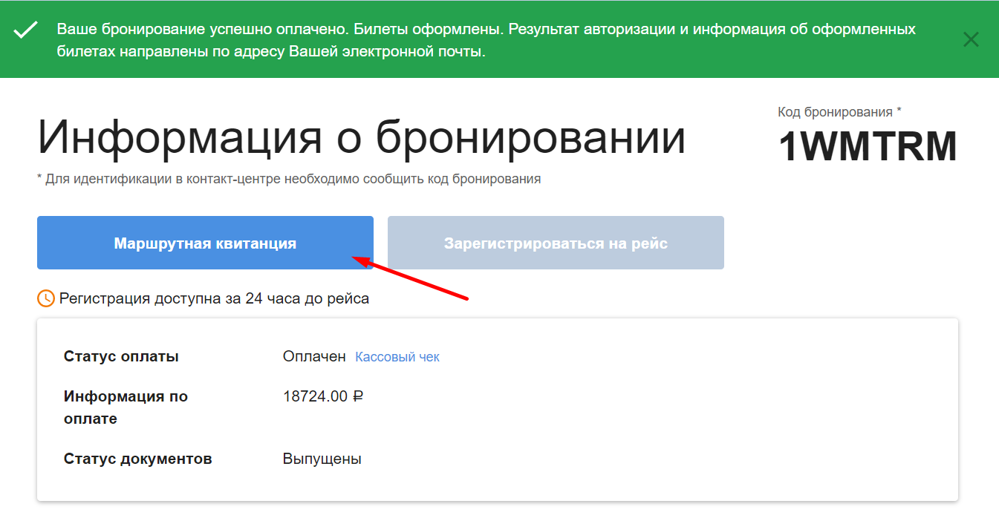 Ваше бронирование успешно оплачено. Билеты оформлены. Результат авторизации и информация об оформленных
билетах направлены по адресу Вашей электронной почты.
Код бронирования *
1WMTRM
Информация о бронировании
* Для идентификации в контакт-центре необходимо сообщить код бронирования
Маршрутная квитанция
Зарегистрироваться на рейс
Регистрация доступна за 24 часа до рейса
Статус оплаты
Оплачен Кассовый чек
Информация по
оплате
18724.00 ₽
Статус документов
Выпущены